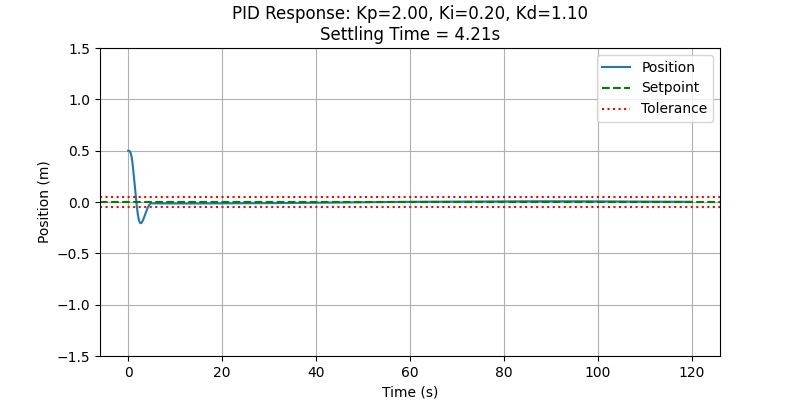 PID Response: Kp=2.00, Ki=0.20, Kd=1.10
Settling Time = 4.21s
Position (m)
1.5
1.0
0.5
0.0
−0.5
−1.0
−1.5
Position
Setpoint
Tolerance
0
20
40
60
80
100
120
Time (s)